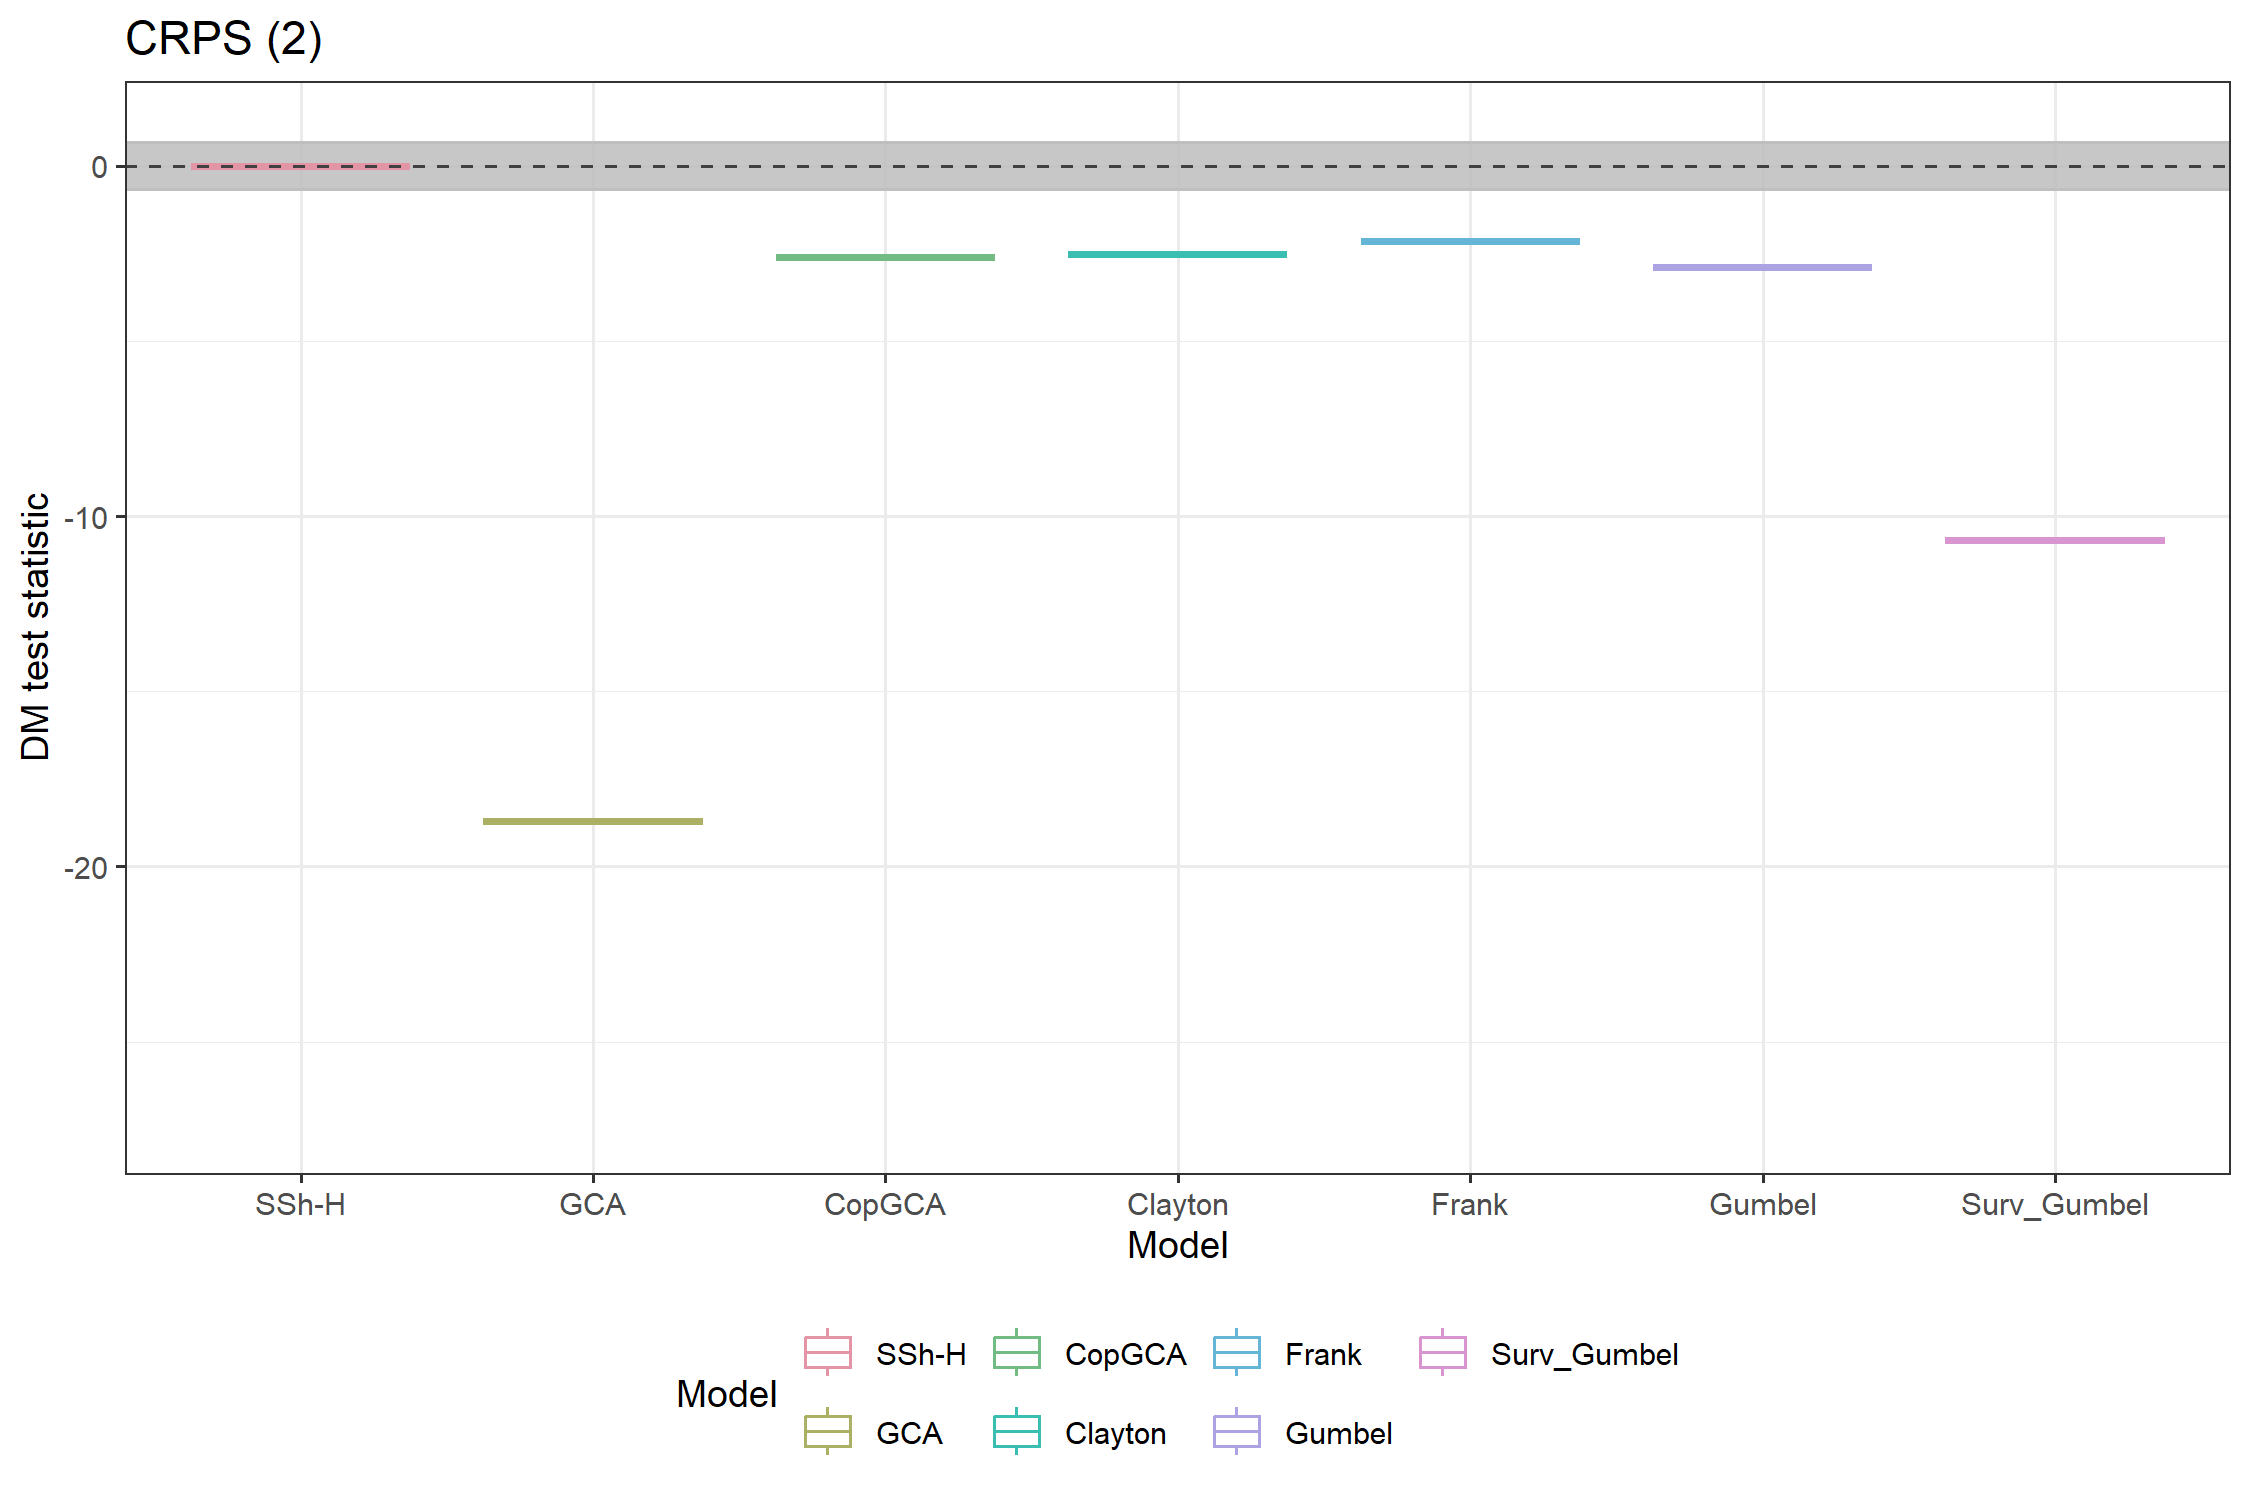 CRPS (2)
DM test statistic
0
-10
-20
SSh-H GCA CopGCA Clayton Frank Gumbel Surv_Gumbel
Model
Model
SSh-H CopGCA Frank Surv_Gumbel
GCA Clayton Gumbel